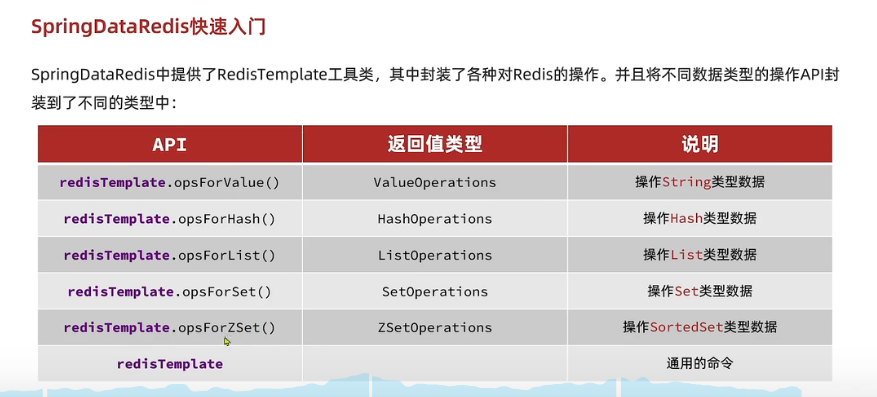 SpringDataRedis快速入门
SpringDataRedis中提供了RedisTemplate工具类，其中封装了各种对Redis的操作。并且将不同数据类型的操作API封
装到了不同的类型中：
API 返回值类型 说明
redisTemplate.opsForValue() ValueOperations 操作String类型数据
redisTemplate.opsForHash() HashOperations 操作Hash类型数据
redisTemplate.opsForList() ListOperations 操作List类型数据
redisTemplate.opsForSet() SetOperations 操作Set类型数据
redisTemplate.opsForZSet() ZSetOperations 操作SortedSet类型数据
redisTemplate 通用的命令